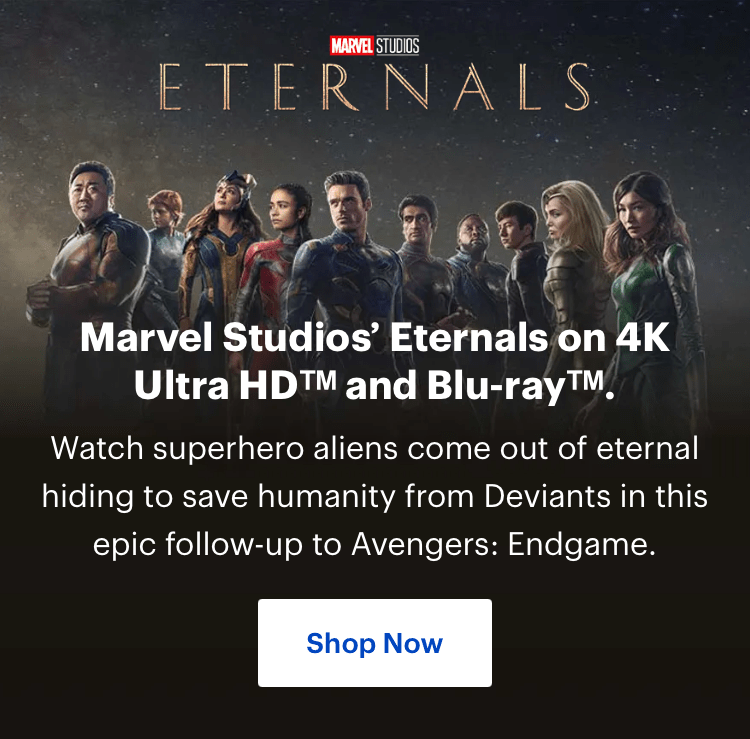 MARVEL STUDIOS
ETERNALS
Marvel Studios’ Eternals on 4K
Ultra HD™ and Blu-ray™.
Watch superhero aliens come out of eternal
hiding to save humanity from Deviants in this
epic follow-up to Avengers: Endgame.
Shop Now